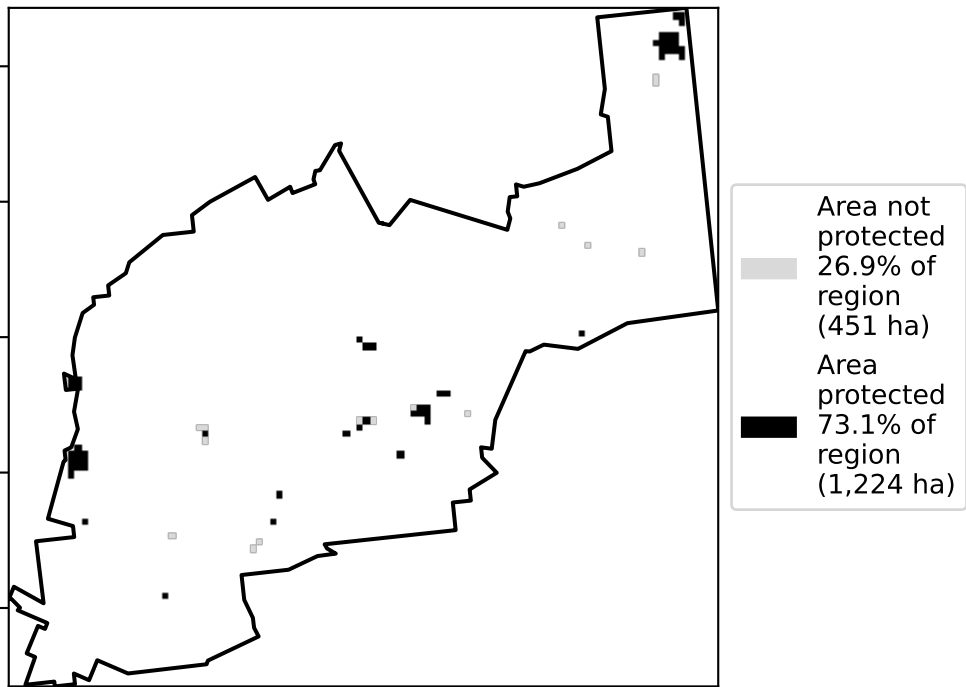 Area not
protected
26.9% of
region
(451 ha)
Area
protected
73.1% of
region
(1,224 ha)